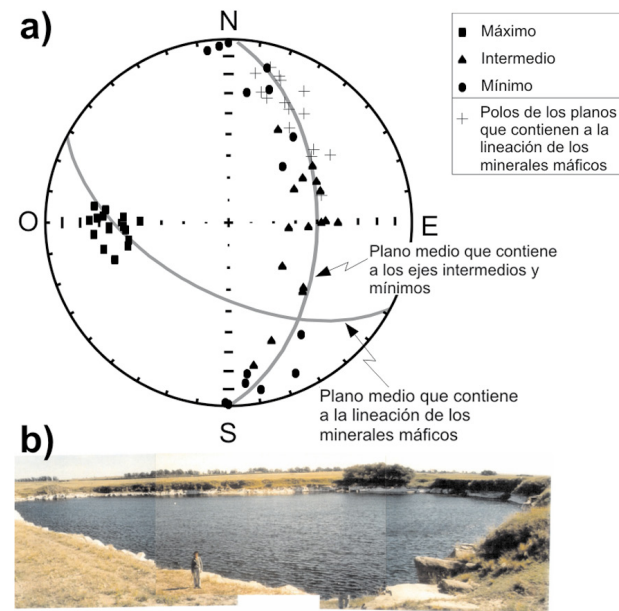 a)
N
O
E
S
Máximo
Intermedio
Mínimo
Polos de los planos
que contienen a la
lineación de los
minerales máficos
Plano medio que contiene
a los ejes intermedios y
mínimos
Plano medio que contiene
a la lineación de los
minerales máficos
b)